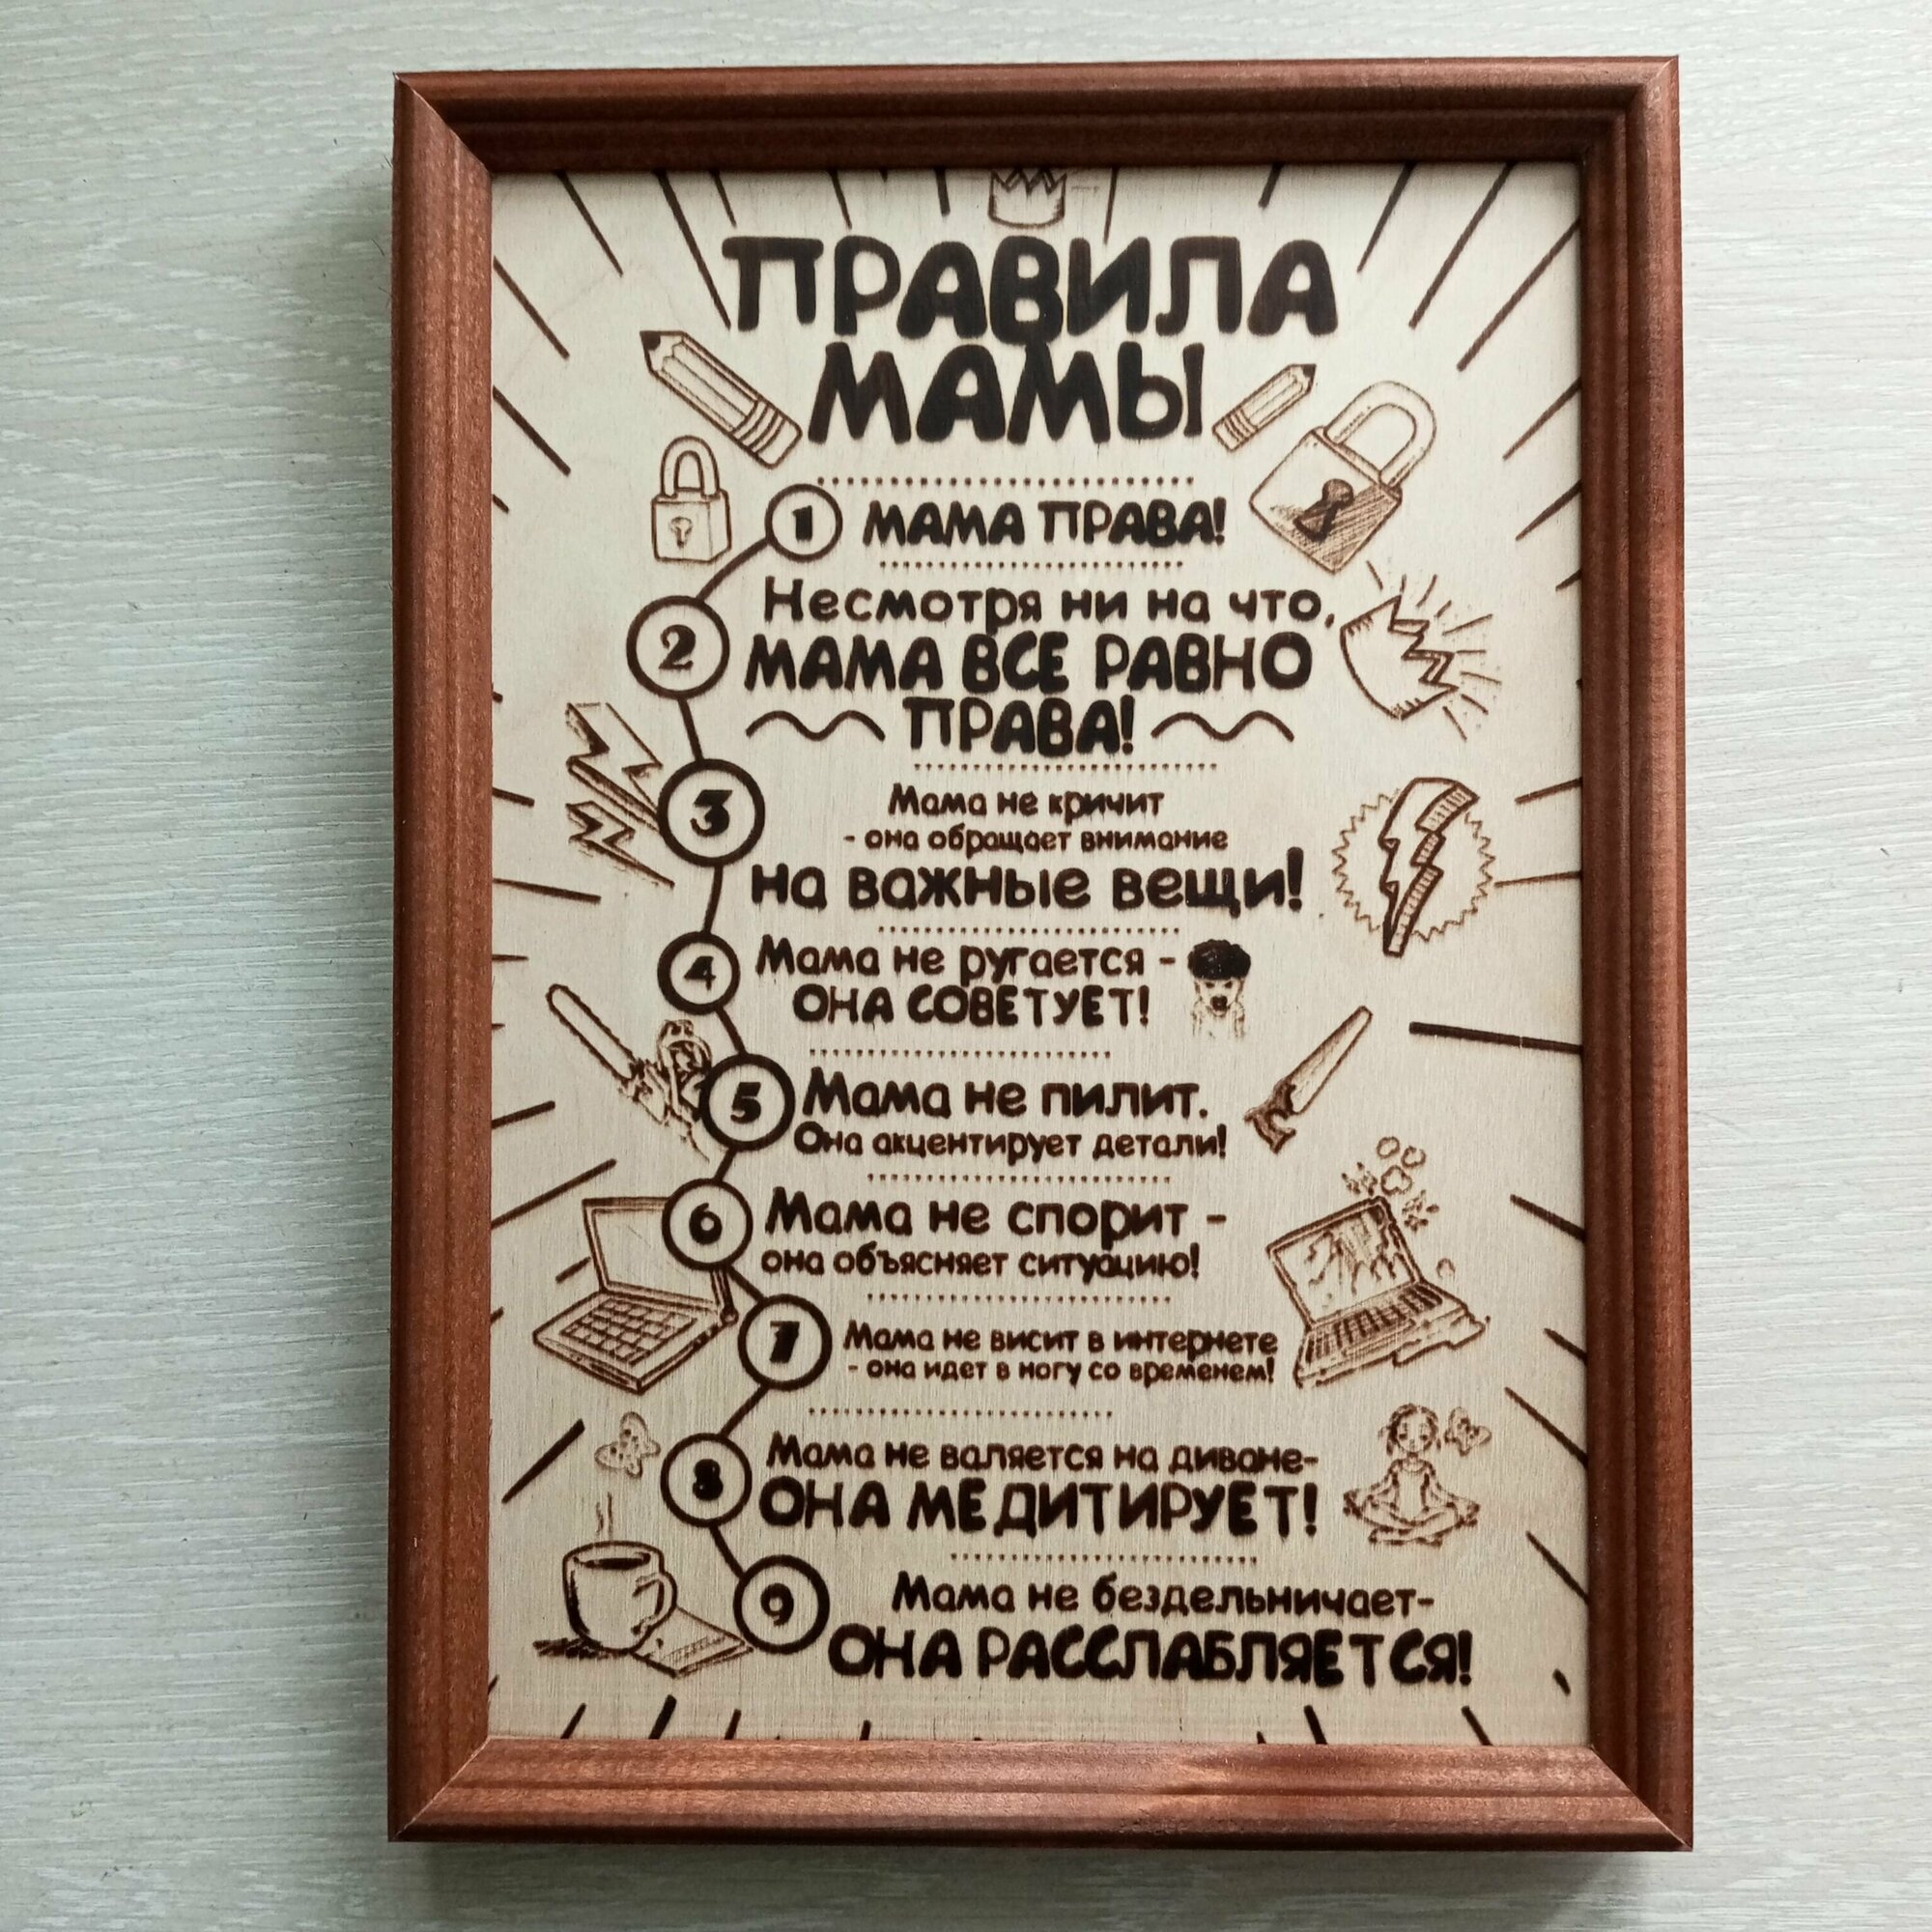 ПРАВИЛА
МАМЫ
1 МАМА ПРАВА!
Несмотря ни на что,
2 МАМА ВСЕ РАВНО
ПРАВА!
Мама не кричит
3 - она обращает внимание
на важные вещи!
4 Мама не ругается -
ОНА СОВЕТУЕТ!
5 Мама не пилит.
Она акцентирует детали!
6 Мама не спорит -
она объясняет ситуацию!
7 Мама не висит в интернете
- она идет в ногу со временем!
8 Мама не валяется на диване-
ОНА МЕДИТИРУЕТ!
9 Мама не бездельничает-
ОНА РАССЛАБЛЯЕТСЯ!